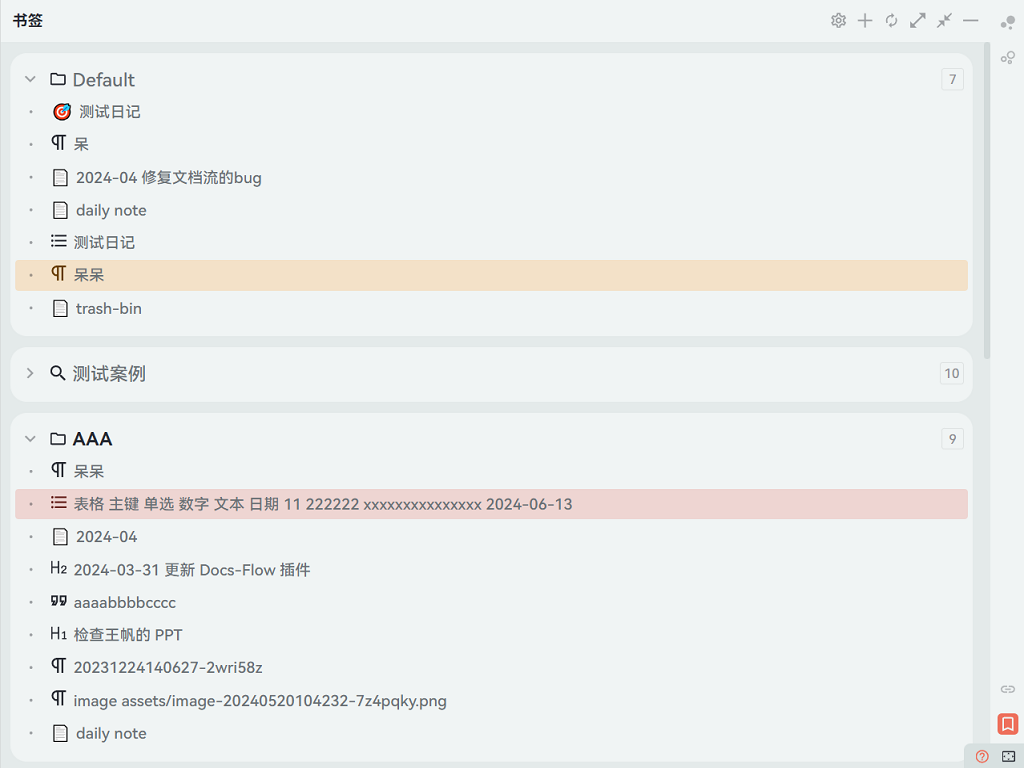 书签
Default 7
测试日记
呆
2024-04 修复文档流的bug
daily note
测试日记
呆呆
trash-bin
测试案例 10
AAA 9
呆呆
表格 主键 单选 数字 文本 日期 11 222222 xxxxxxxxxxxxxxx 2024-06-13
2024-04
H2 2024-03-31 更新 Docs-Flow 插件
aaaabbbbcccc
H1 检查王帆的 PPT
20231224140627-2wri58z
image assets/image-20240520104232-7z4pqky.png
daily note